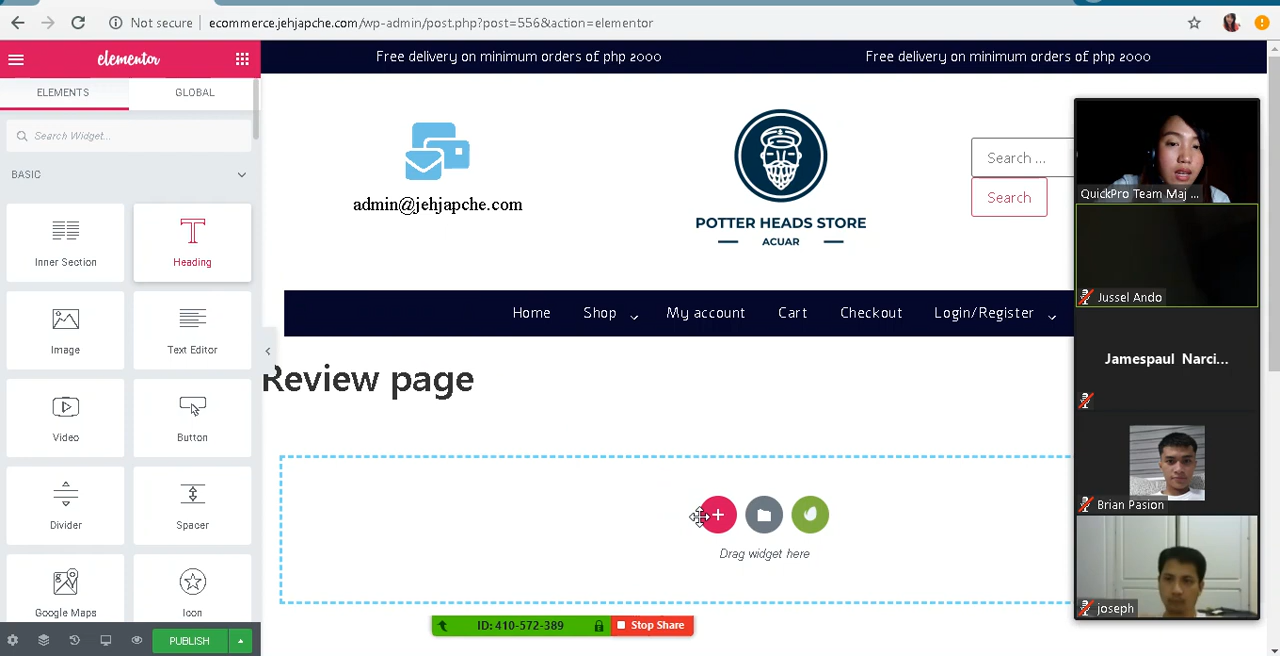 Not secure
ecommerce.jehjapche.com/wp-admin/post.php?post=556&action=elementor
elementor
ELEMENTS
GLOBAL
Search Widget...
BASIC
Inner Section
Heading
Image
Text Editor
Video
Button
Divider
Spacer
Google Maps
Icon
PUBLISH
Free delivery on minimum orders of php 2000
Free delivery on minimum orders of php 2000
admin@jehjapche.com
POTTER HEADS STORE
ACUAR
Search ...
Search
Home
Shop
My account
Cart
Checkout
Login/Register
Review page
Drag widget here
ID: 410-572-389
Stop Share
QuickPro Team Maj ...
Jussel Ando
Jamespaul Narci...
Brian Pasion
joseph